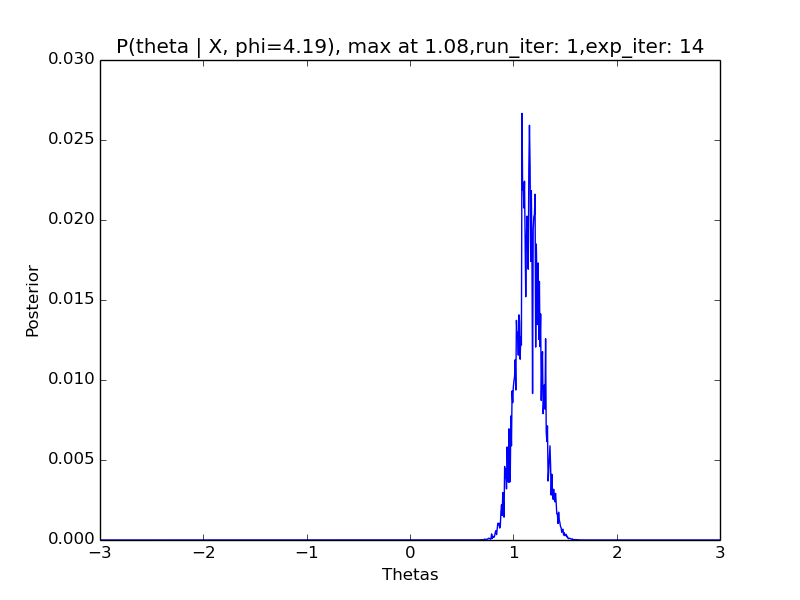 P(theta | X, phi=4.19), max at 1.08,run_iter: 1,exp_iter: 14
0.030
0.025
0.020
0.015
0.010
0.005
0.000
Posterior
−3 −2 −1 0 1 2 3
Thetas